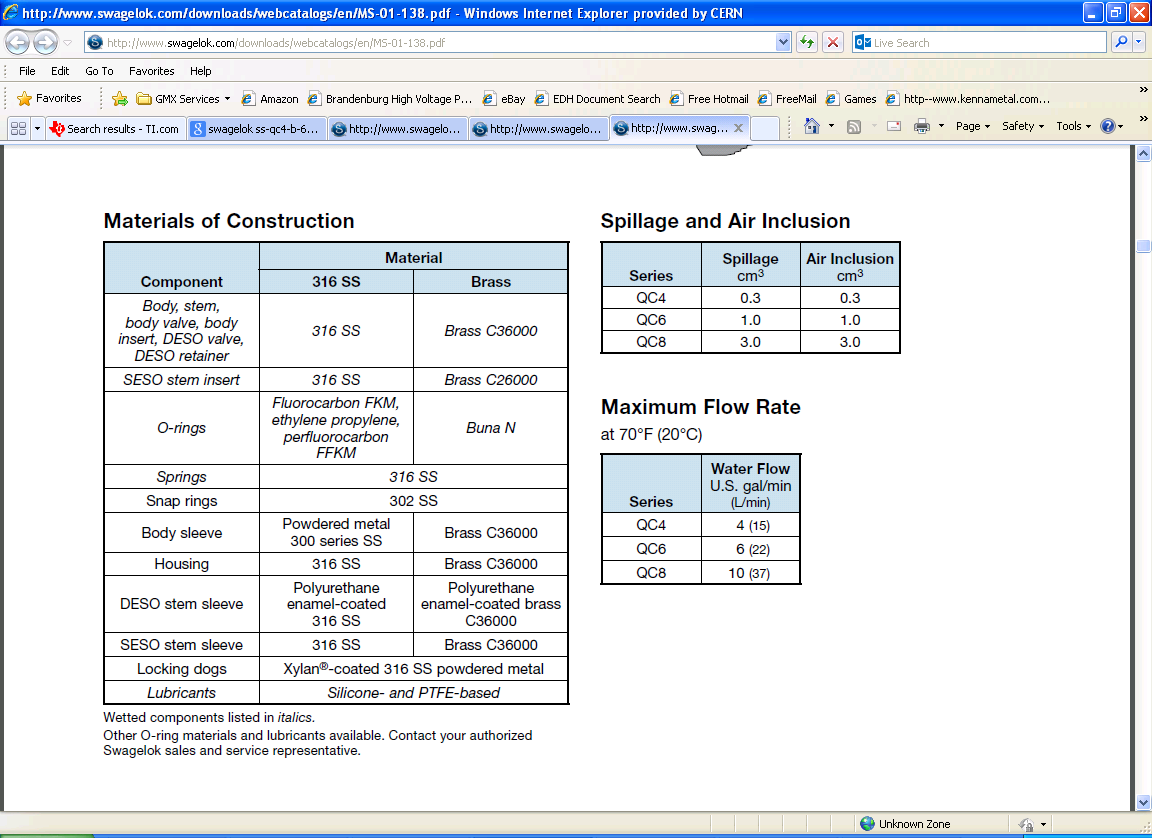 http://www.swagelok.com/downloads/webcatalogs/en/MS-01-138.pdf - Windows Internet Explorer provided by CERN
http://www.swagelok.com/downloads/webcatalogs/en/MS-01-138.pdf
Live Search
File Edit Go To Favorites Help
Favorites GMX Services Amazon Brandenburg High Voltage P... eBay EDH Document Search Free Hotmail FreeMail Games http--www.kennametal.com...
Search results - TI.com swagelok ss-qc4-b-6... http://www.swagelo... http://www.swagelo... http://www.swag... Page Safety Tools
Materials of Construction
Component Material
316 SS Brass
Body, stem,
body valve, body
insert, DESO valve,
DESO retainer
316 SS Brass C36000
SESO stem insert 316 SS Brass C26000
O-rings
Fluorocarbon FKM,
ethylene propylene,
perfluorocarbon
FFKM
Buna N
Springs 316 SS
Snap rings 302 SS
Body sleeve
Powdered metal
300 series SS
Brass C36000
Housing 316 SS Brass C36000
DESO stem sleeve
Polyurethane
enamel-coated
316 SS
Polyurethane
enamel-coated brass
C36000
SESO stem sleeve 316 SS Brass C36000
Locking dogs Xylan®-coated 316 SS powdered metal
Lubricants Silicone- and PTFE-based
Wetted components listed in italics.
Other O-ring materials and lubricants available. Contact your authorized
Swagelok sales and service representative.
Spillage and Air Inclusion
Series
Spillage
cm3
Air Inclusion
cm3
QC4 0.3 0.3
QC6 1.0 1.0
QC8 3.0 3.0
Maximum Flow Rate
at 70°F (20°C)
Series
Water Flow
U.S. gal/min
(L/min)
QC4 4 (15)
QC6 6 (22)
QC8 10 (37)
Unknown Zone